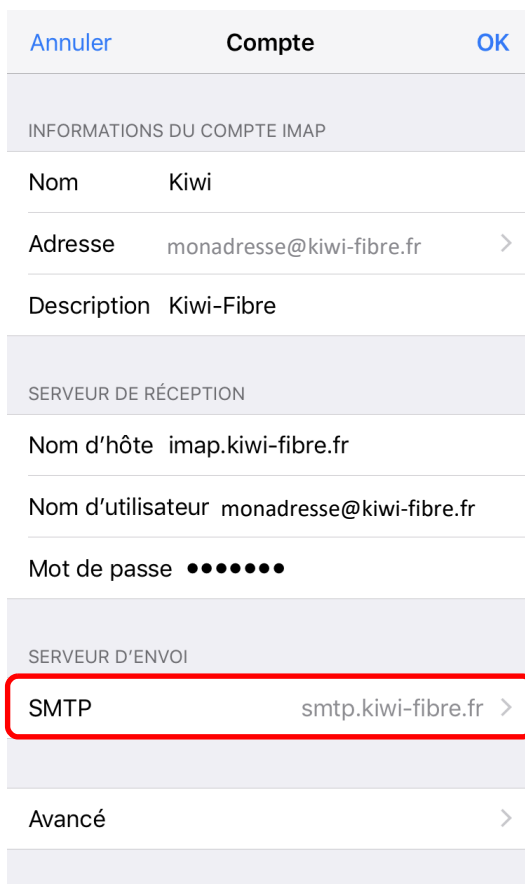 Annuler Compte OK
INFORMATIONS DU COMPTE IMAP
Nom Kiwi
Adresse monadresse@kiwi-fibre.fr
Description Kiwi-Fibre
SERVEUR DE RÉCEPTION
Nom d’hôte imap.kiwi-fibre.fr
Nom d’utilisateur monadresse@kiwi-fibre.fr
Mot de passe •••••••
SERVEUR D’ENVOI
SMTP smtp.kiwi-fibre.fr
Avancé